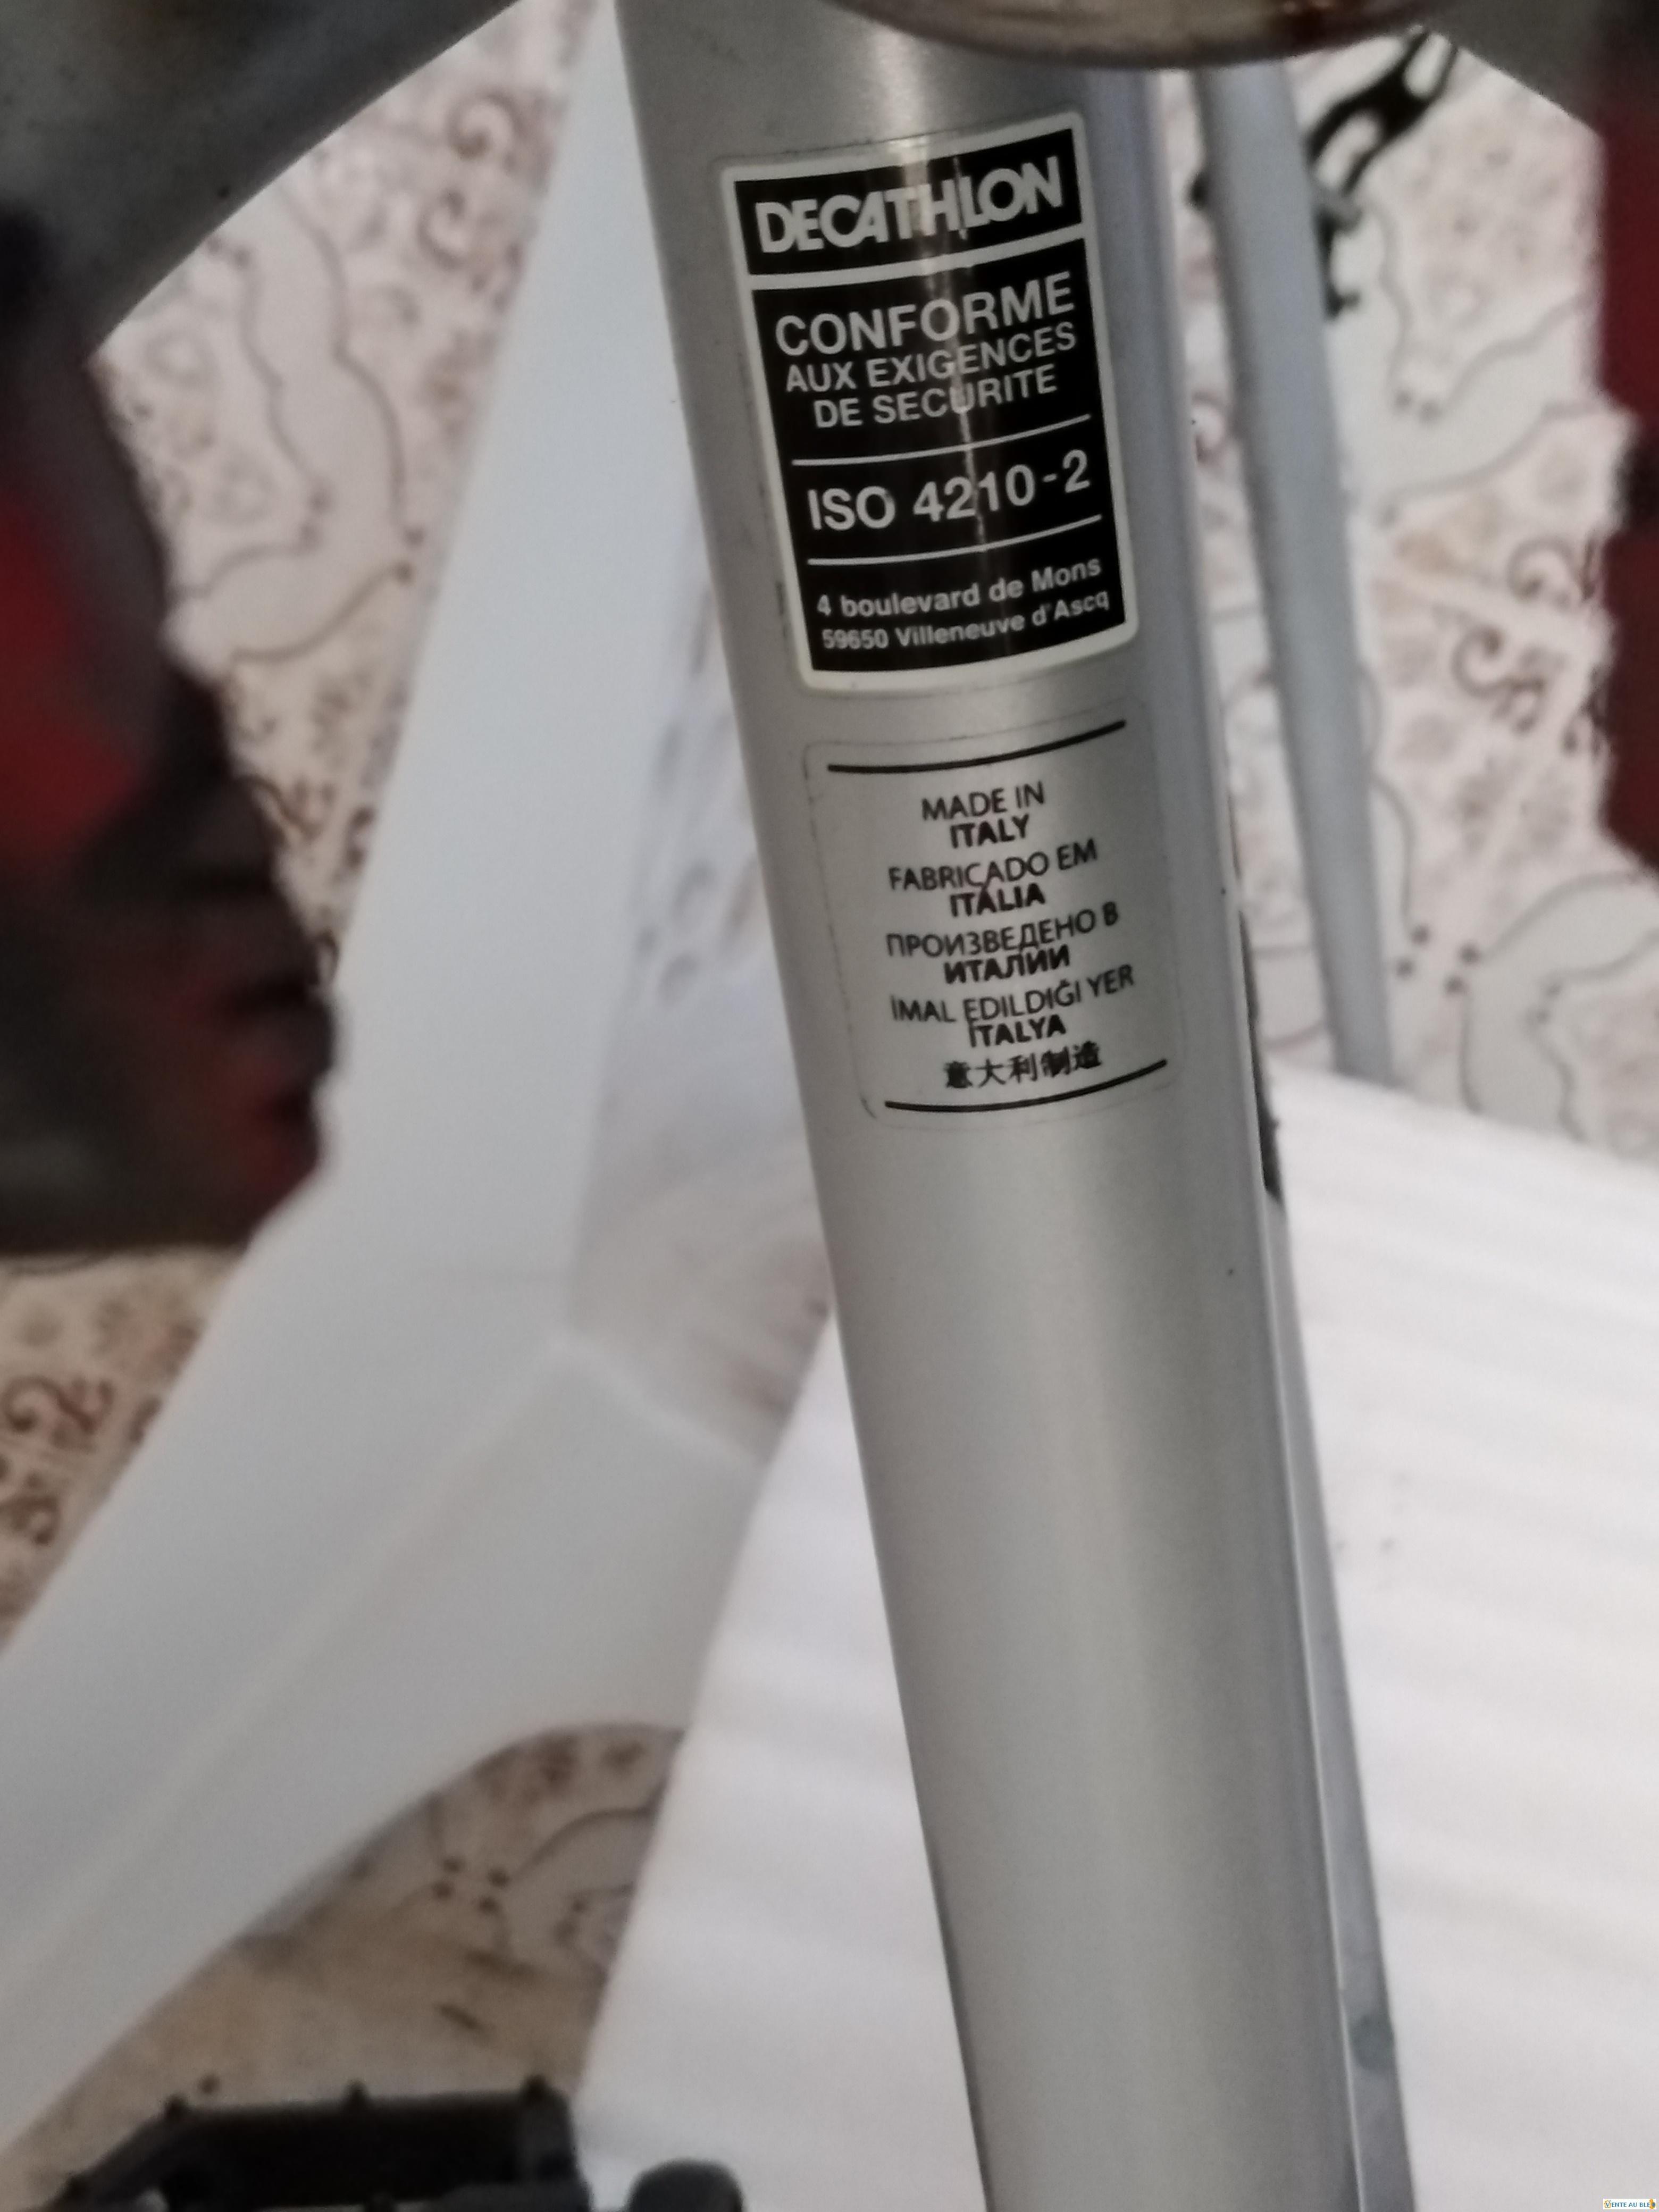 DECATHLON
CONFORME
AUX EXIGENCES
DE SECURITE
ISO 4210-2
4 boulevard de Mons
59650 Villeneuve d'Ascq
MADE IN
ITALY
FABRICADO EM
ITÁLIA
ПРОИЗВЕДЕНО В
ИТАЛИИ
İMAL EDILDIĞI YER
İTALYA
意大利制造